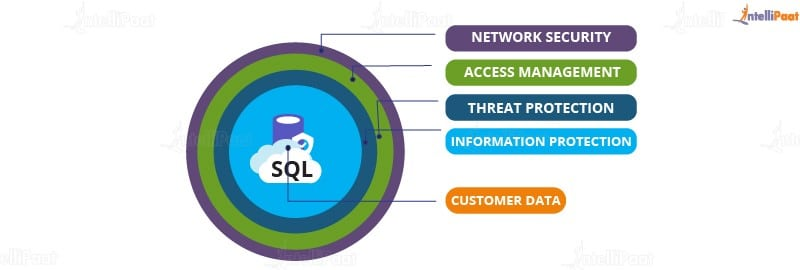 IntelliPaat
NETWORK SECURITY
ACCESS MANAGEMENT
THREAT PROTECTION
INFORMATION PROTECTION
SQL
CUSTOMER DATA